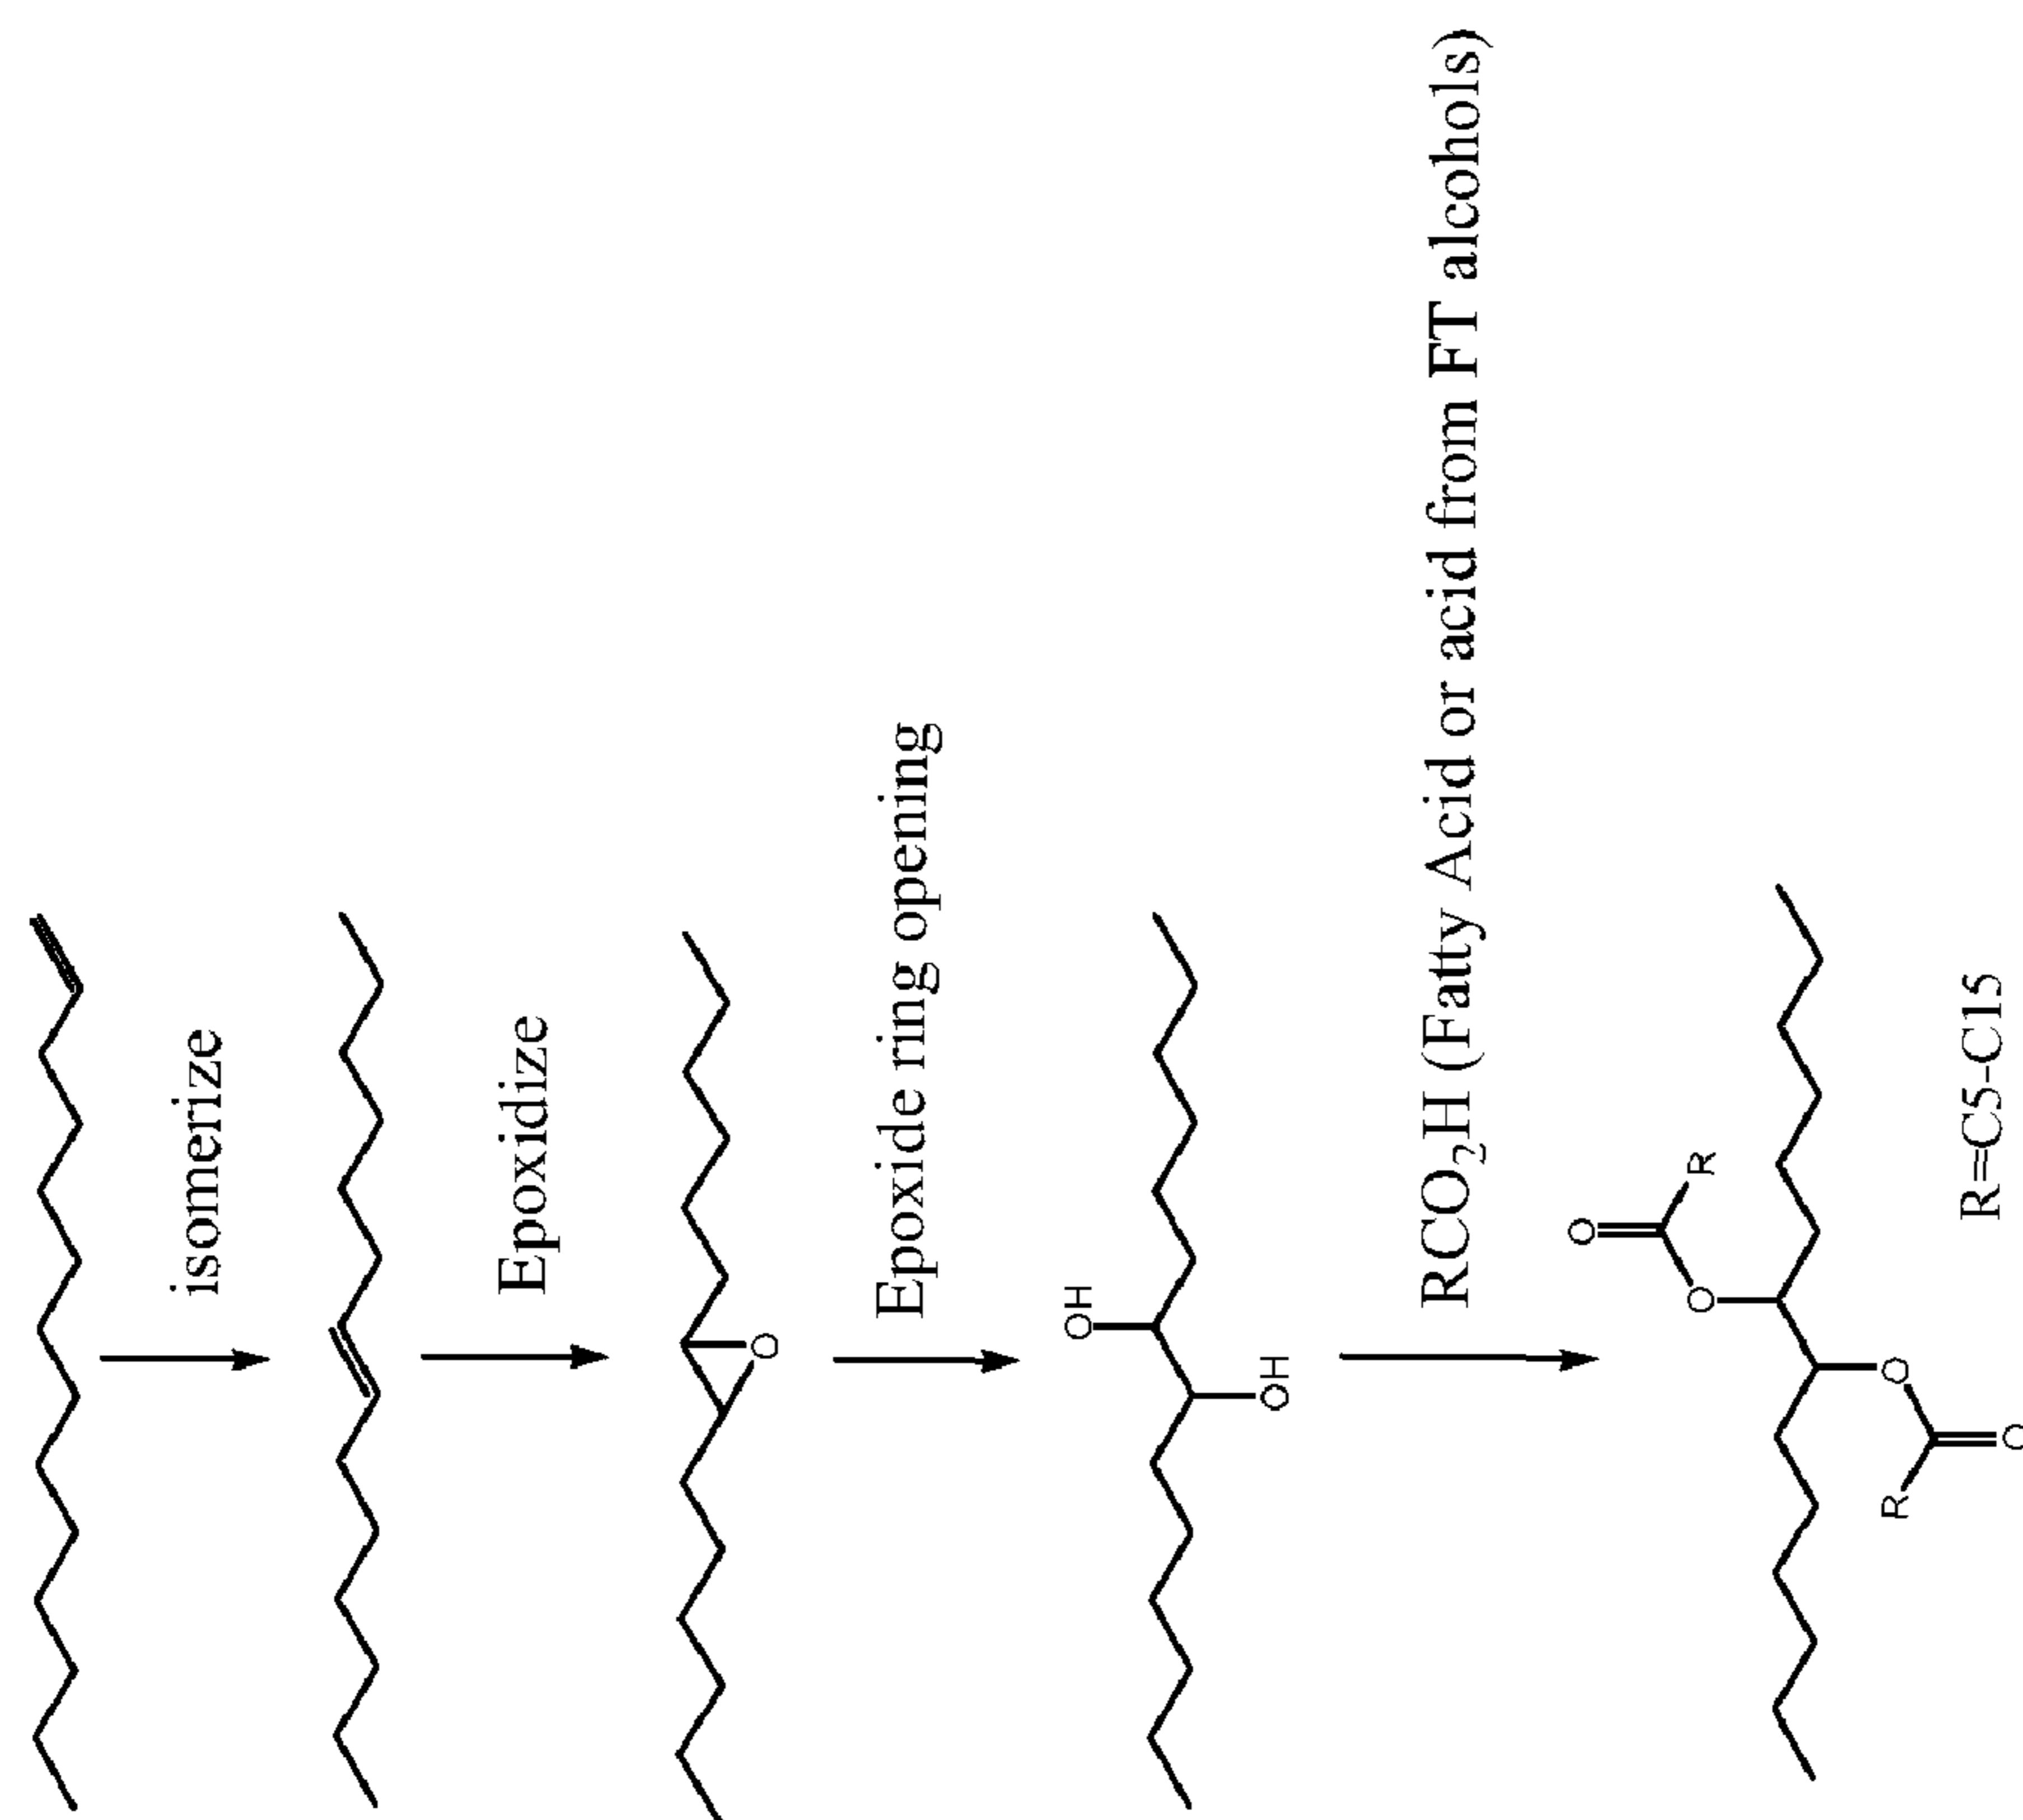 isomerize
Epoxidize
O
Epoxide ring opening
OH
OH
RCO2H (Fatty Acid or acid from FT alcohols)
O
R
O
O
R
O
R=C5-C15